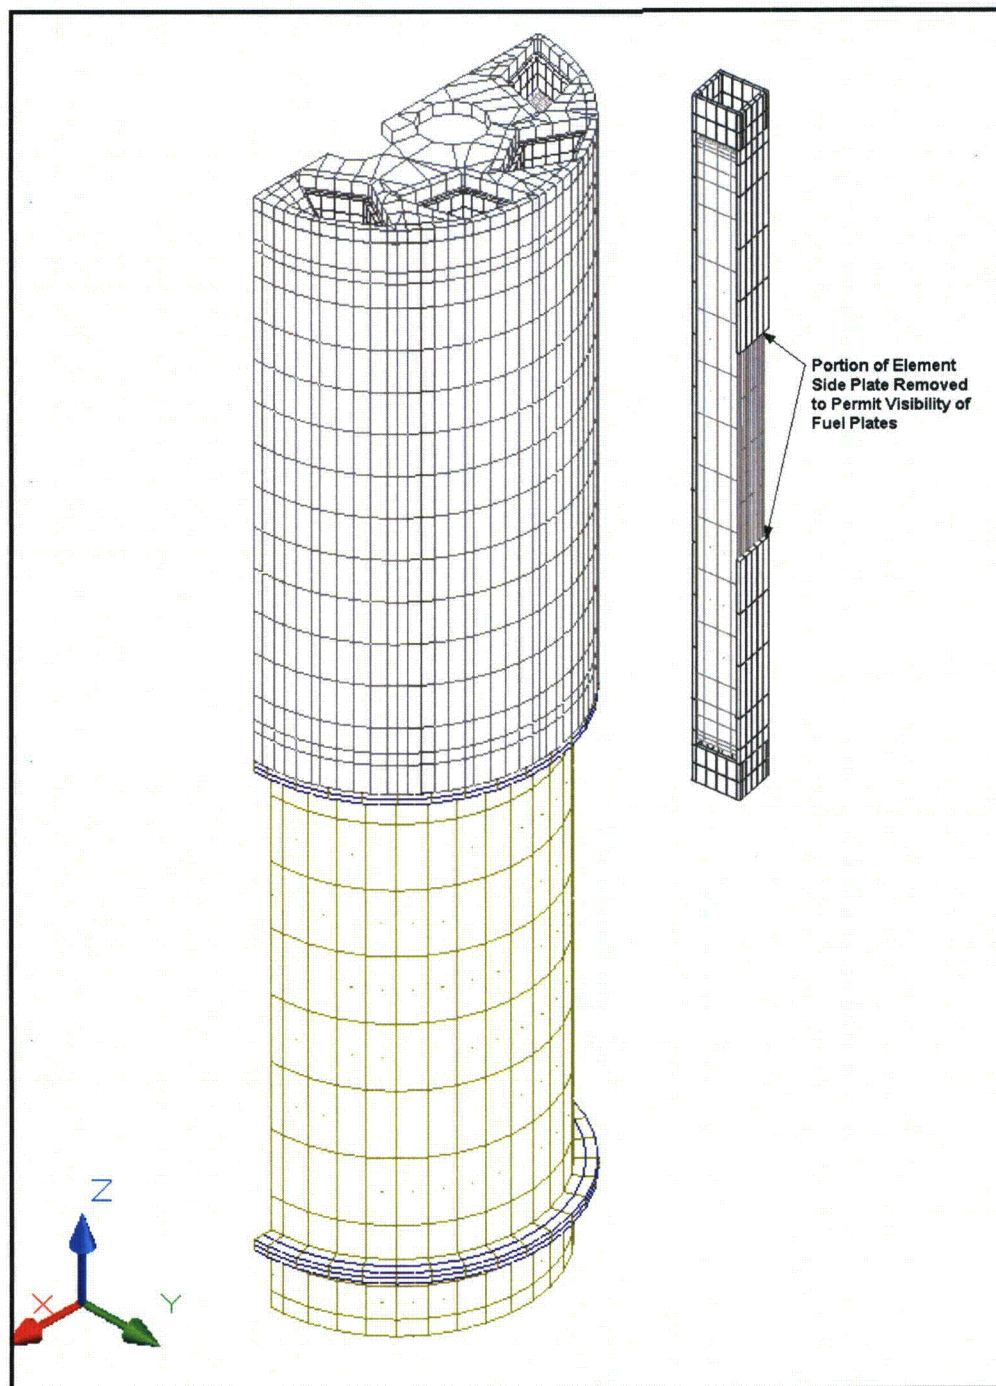 Portion of Element
Side Plate Removed
to Permit Visibility of
Fuel Plates
Z
X
Y